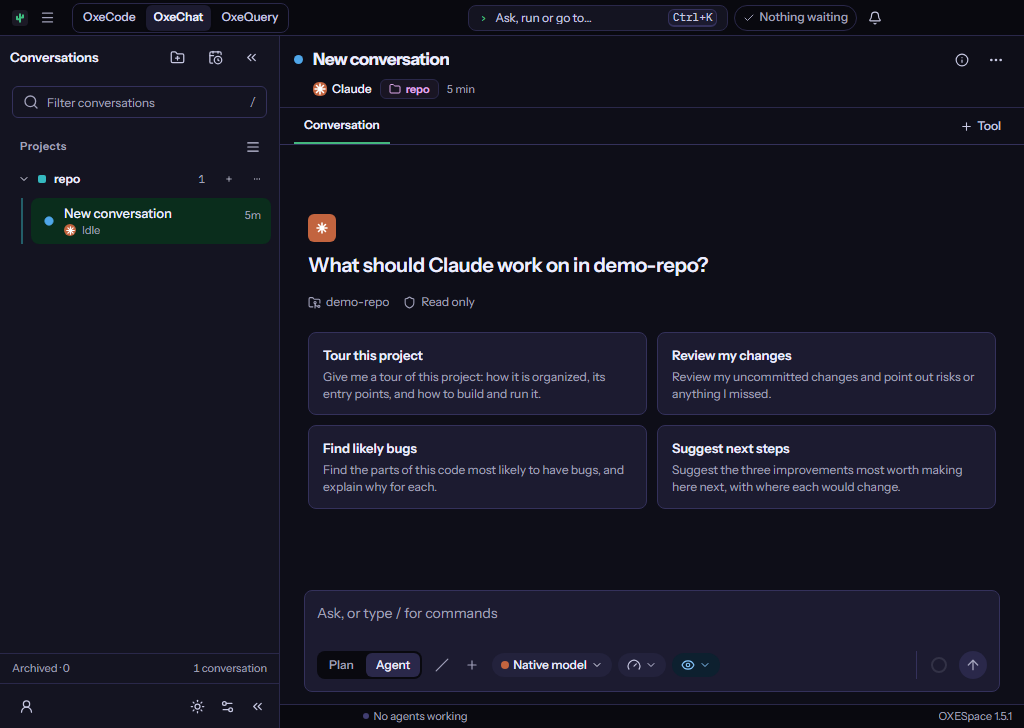 OxeCode OxeChat OxeQuery
Ask, run or go to... Ctrl+K
Nothing waiting
Conversations
Filter conversations /
Projects
repo 1 + ...
New conversation 5m
Idle
Archived · 0 1 conversation
New conversation
Claude repo 5 min
Conversation + Tool
What should Claude work on in demo-repo?
demo-repo Read only
Tour this project
Give me a tour of this project: how it is organized, its
entry points, and how to build and run it.
Review my changes
Review my uncommitted changes and point out risks or
anything I missed.
Find likely bugs
Find the parts of this code most likely to have bugs, and
explain why for each.
Suggest next steps
Suggest the three improvements most worth making
here next, with where each would change.
Ask, or type / for commands
Plan Agent Native model
No agents working OXESpace 1.5.1